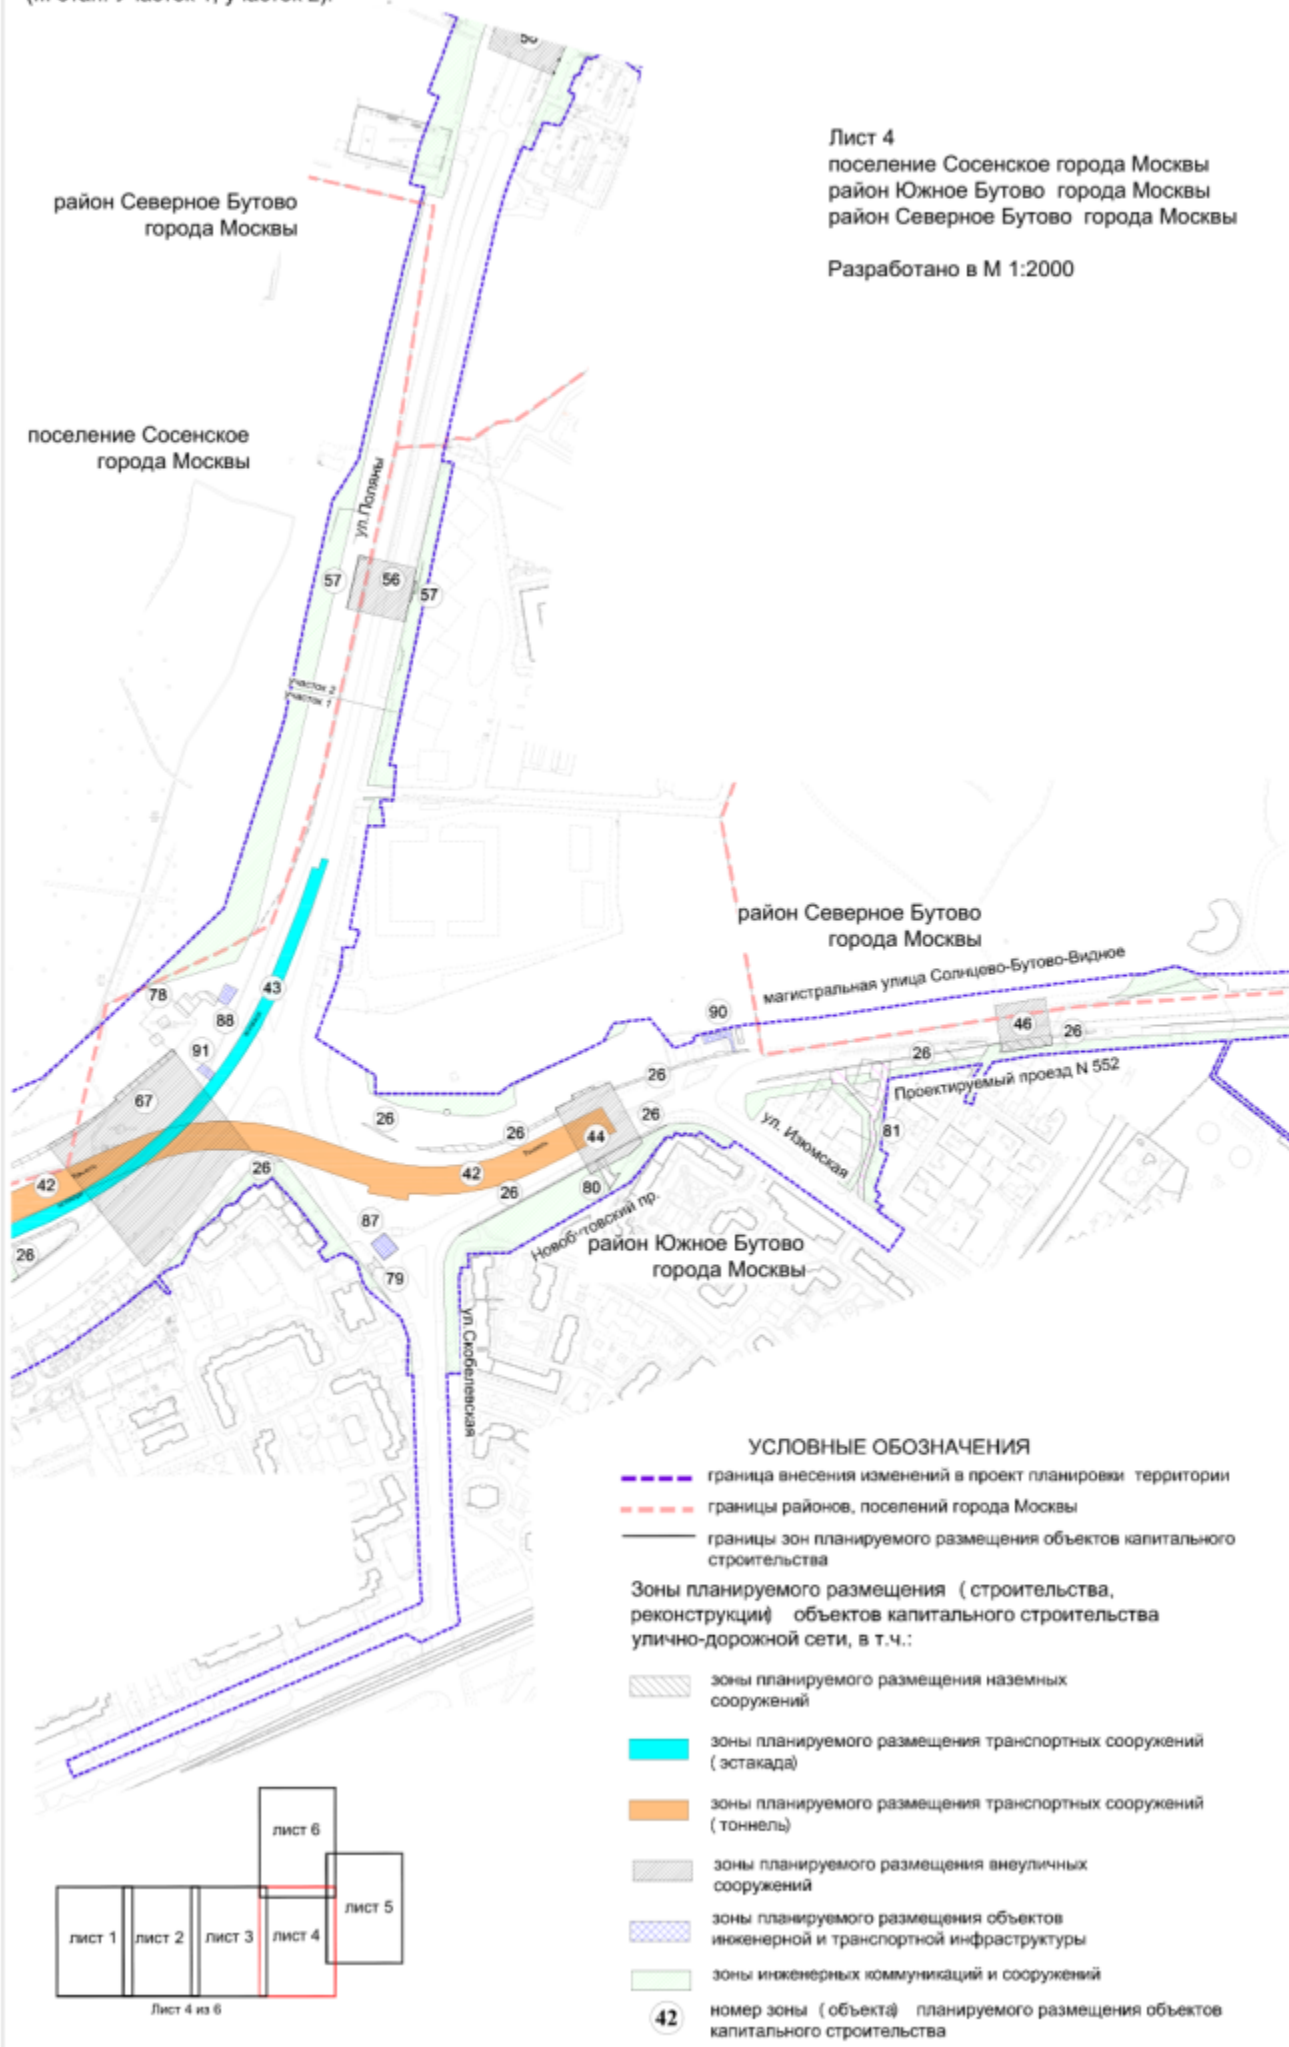 Лист 4
поселение Сосенское города Москвы
район Южное Бутово города Москвы
район Северное Бутово города Москвы
Разработано в М 1:2000
район Северное Бутово
города Москвы
поселение Сосенское
города Москвы
ул.Поляны
57
56
57
участок 2
участок 1
район Северное Бутово
города Москвы
магистральная улица Солнцево-Бутово-Видное
78
43
88
90
46
26
91
26
Проектируемый проезд N 552
67
26
26
26
26
ул. Изюмская
81
44
42
42
26
26
80
Новобутовский пр.
87
26
79
район Южное Бутово
города Москвы
ул.Скобелевская
УСЛОВНЫЕ ОБОЗНАЧЕНИЯ
граница внесения изменений в проект планировки территории
границы районов, поселений города Москвы
границы зон планируемого размещения объектов капитального
строительства
Зоны планируемого размещения ( строительства,
реконструкции) объектов капитального строительства
улично-дорожной сети, в т.ч.:
зоны планируемого размещения наземных
сооружений
зоны планируемого размещения транспортных сооружений
( эстакада)
зоны планируемого размещения транспортных сооружений
( тоннель)
зоны планируемого размещения внеуличных
сооружений
зоны планируемого размещения объектов
инженерной и транспортной инфраструктуры
зоны инженерных коммуникаций и сооружений
42 номер зоны ( объекта) планируемого размещения объектов
капитального строительства
лист 6
лист 5
лист 1 лист 2 лист 3 лист 4
Лист 4 из 6